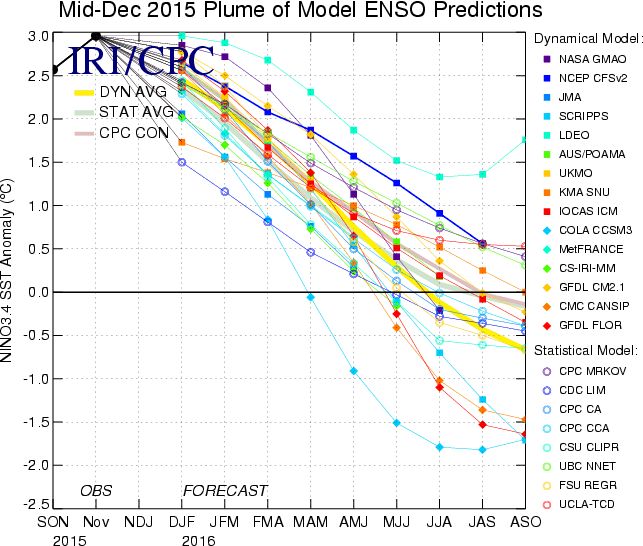 Mid-Dec 2015 Plume of Model ENSO Predictions
IRI/CPC
DYN AVG
STAT AVG
CPC CON
NINO3.4 SST Anomaly (°C)
3.0
2.5
2.0
1.5
1.0
0.5
0.0
-0.5
-1.0
-1.5
-2.0
-2.5
OBS FORECAST
SON Nov NDJ DJF JFM FMA MAM AMJ MJJ JJA JAS ASO
2015 2016
Dynamical Model:
NASA GMAO
NCEP CFSv2
JMA
SCRIPPS
LDEO
AUS/POAMA
UKMO
KMA SNU
IOCAS ICM
COLA CCSM3
MetFRANCE
CS-IRI-MM
GFDL CM2.1
CMC CANSIP
GFDL FLOR
Statistical Model:
CPC MRKOV
CDC LIM
CPC CA
CPC CCA
CSU CLIPR
UBC NNET
FSU REGR
UCLA-TCD